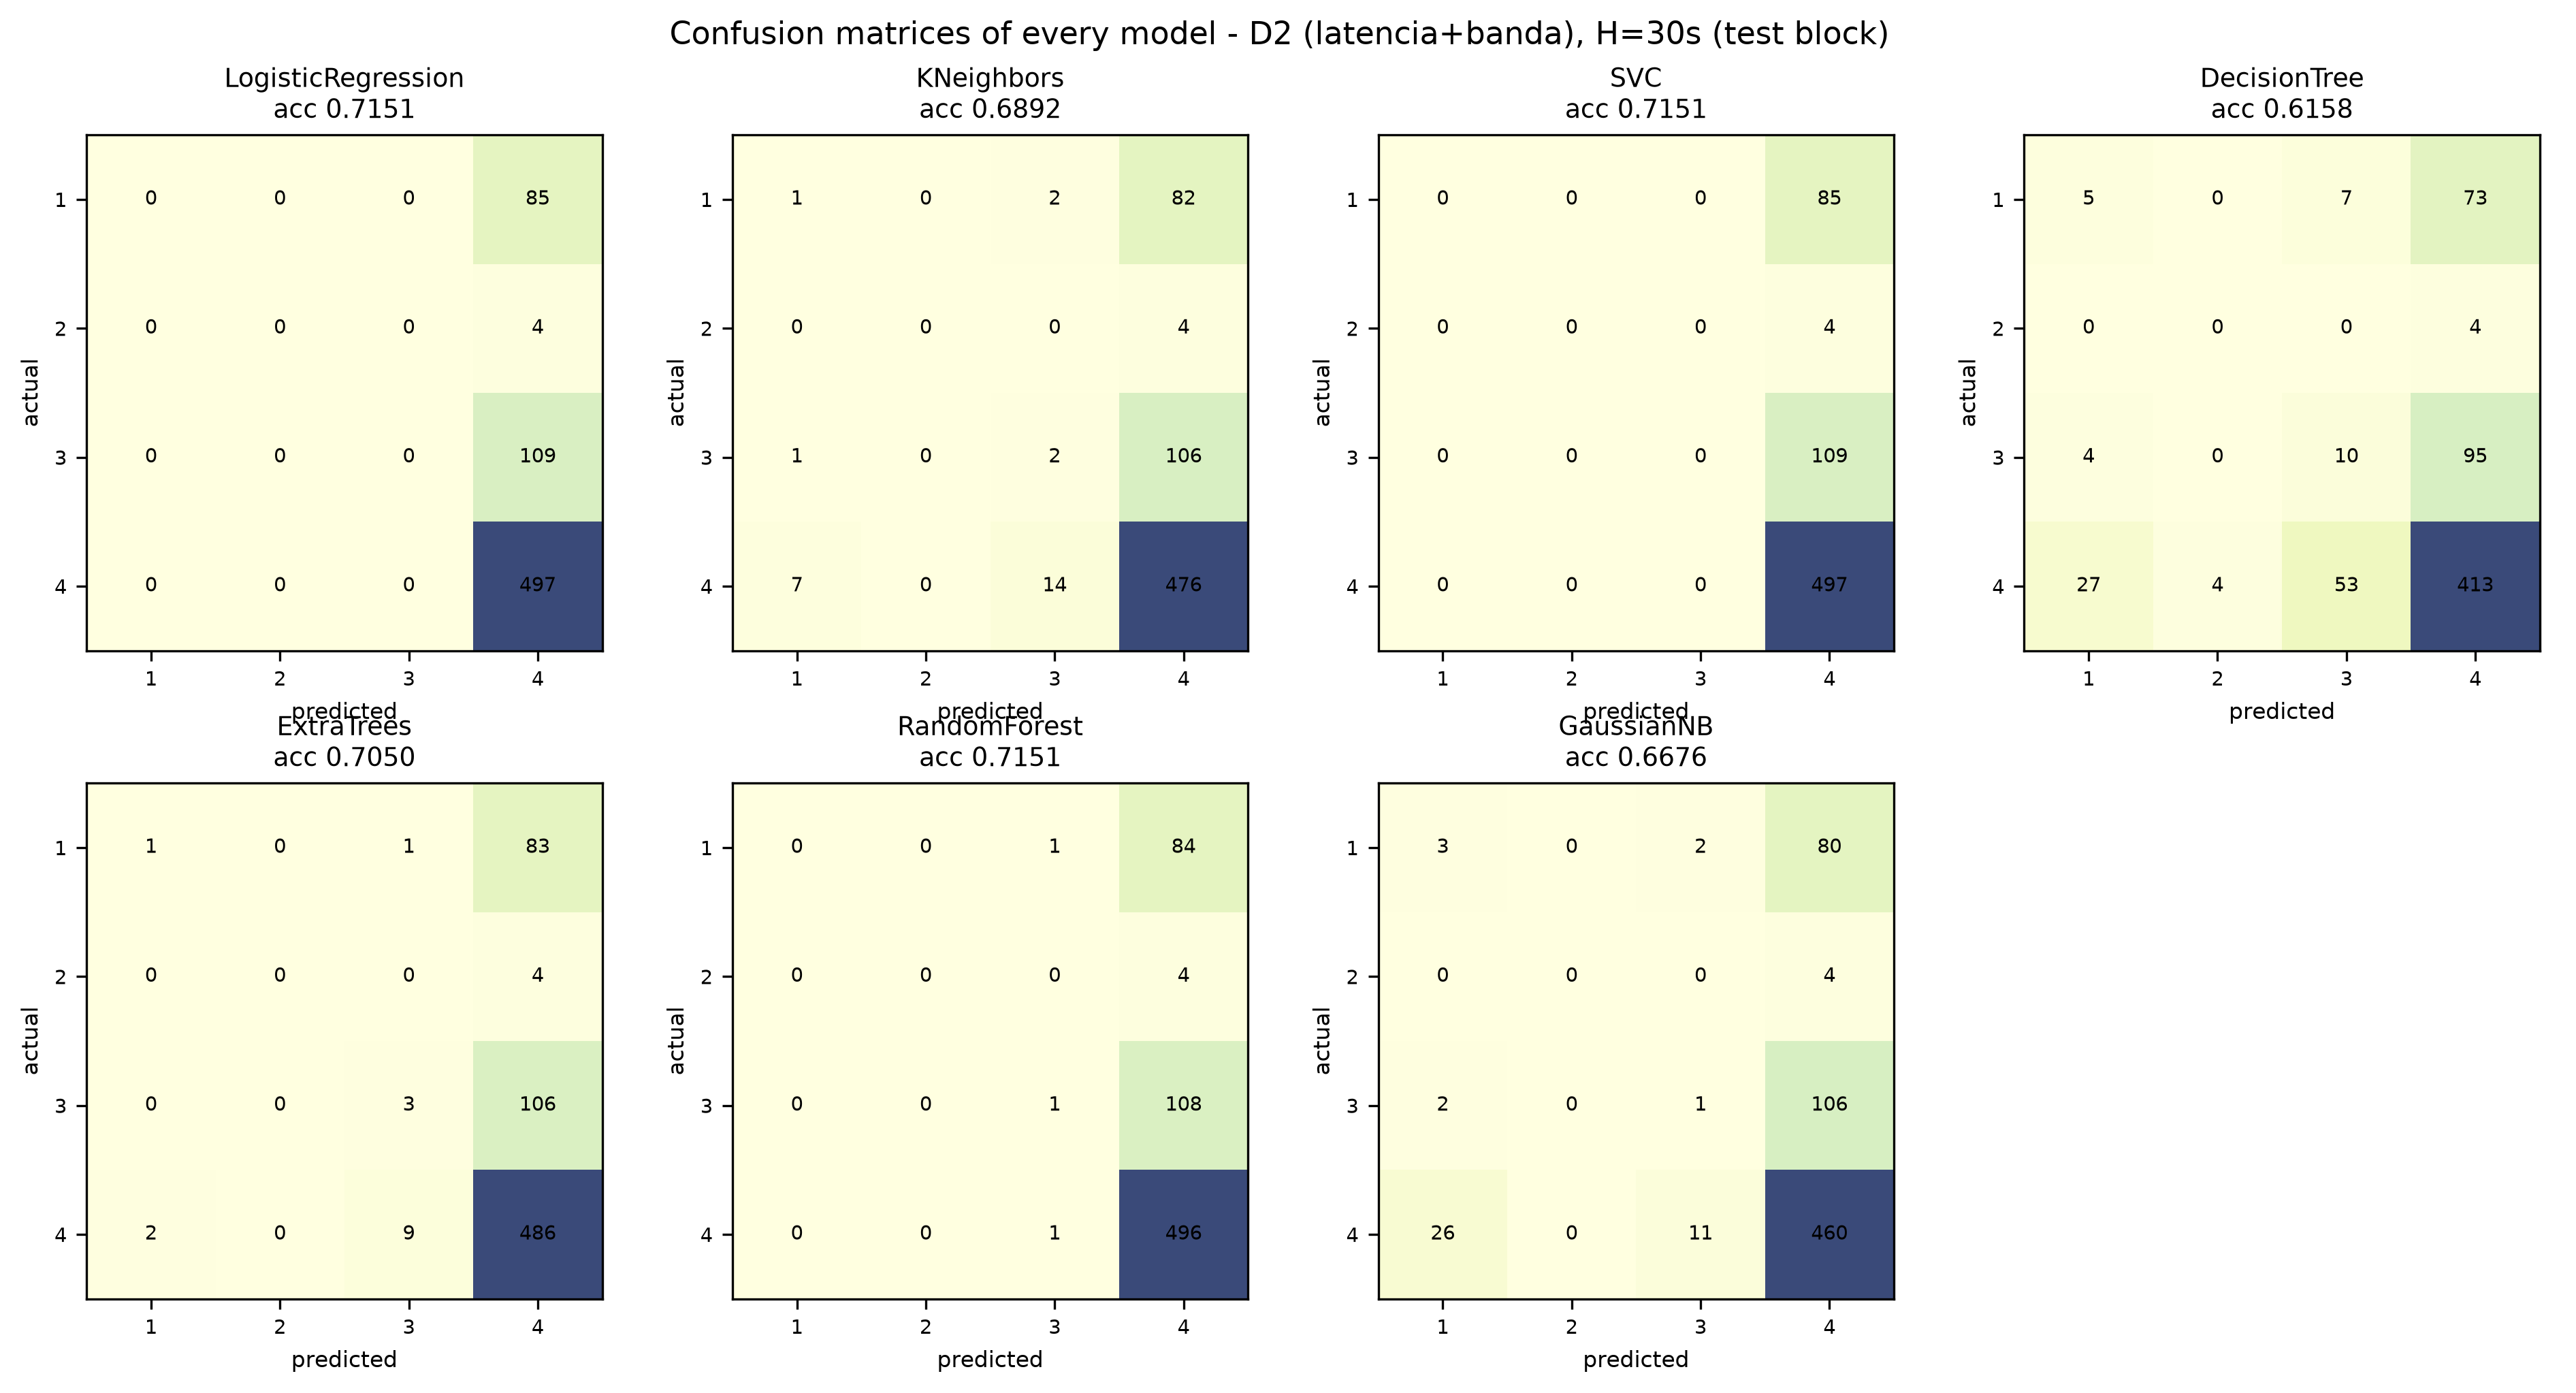 Confusion matrices of every model - D2 (latencia+banda), H=30s (test block)
LogisticRegression
acc 0.7151
actual
1 0 0 0 85
2 0 0 0 4
3 0 0 0 109
4 0 0 0 497
1 2 3 4
predicted
KNeighbors
acc 0.6892
actual
1 1 0 2 82
2 0 0 0 4
3 1 0 2 106
4 7 0 14 476
1 2 3 4
predicted
SVC
acc 0.7151
actual
1 0 0 0 85
2 0 0 0 4
3 0 0 0 109
4 0 0 0 497
1 2 3 4
predicted
DecisionTree
acc 0.6158
actual
1 5 0 7 73
2 0 0 0 4
3 4 0 10 95
4 27 4 53 413
1 2 3 4
predicted
ExtraTrees
acc 0.7050
actual
1 1 0 1 83
2 0 0 0 4
3 0 0 3 106
4 2 0 9 486
1 2 3 4
predicted
RandomForest
acc 0.7151
actual
1 0 0 1 84
2 0 0 0 4
3 0 0 1 108
4 0 0 1 496
1 2 3 4
predicted
GaussianNB
acc 0.6676
actual
1 3 0 2 80
2 0 0 0 4
3 2 0 1 106
4 26 0 11 460
1 2 3 4
predicted